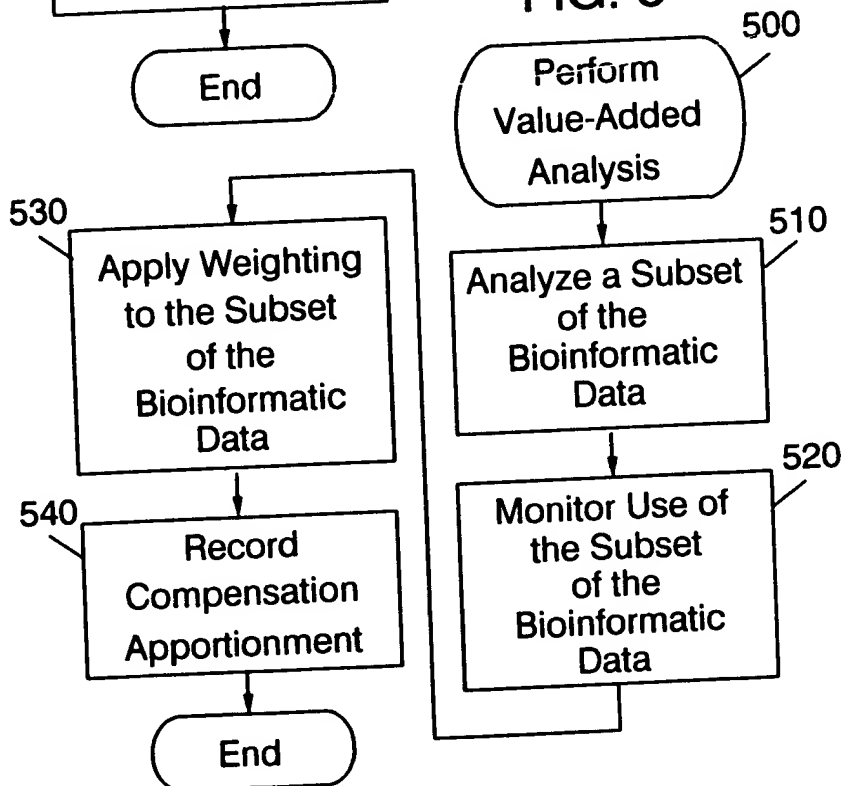 End
500
Perform
Value-Added
Analysis
510
Analyze a Subset
of the
Bioinformatic
Data
520
Monitor Use of
the Subset
of the
Bioinformatic
Data
530
Apply Weighting
to the Subset
of the
Bioinformatic
Data
540
Record
Compensation
Apportionment
End